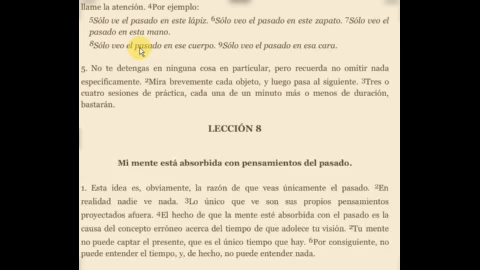 llame la atención. ⁴Por ejemplo:
⁵Sólo ve el pasado en este lápiz. ⁶Sólo veo el pasado en este zapato. ⁷Sólo veo el
pasado en esta mano.
⁸Sólo veo el pasado en ese cuerpo. ⁹Sólo veo el pasado en esa cara.
5. No te detengas en ninguna cosa en particular, pero recuerda no omitir nada
específicamente. ²Mira brevemente cada objeto, y luego pasa al siguiente. ³Tres o
cuatro sesiones de práctica, cada una de un minuto más o menos de duración,
bastarán.
LECCIÓN 8
Mi mente está absorbida con pensamientos del pasado.
1. Esta idea es, obviamente, la razón de que veas únicamente el pasado. ²En
realidad nadie ve nada. ³Lo único que ve son sus propios pensamientos
proyectados afuera. ⁴El hecho de que la mente esté absorbida con el pasado es la
causa del concepto erróneo acerca del tiempo de que adolece tu visión. ²Tu mente
no puede captar el presente, que es el único tiempo que hay. ⁶Por consiguiente, no
puede entender el tiempo, y, de hecho, no puede entender nada.